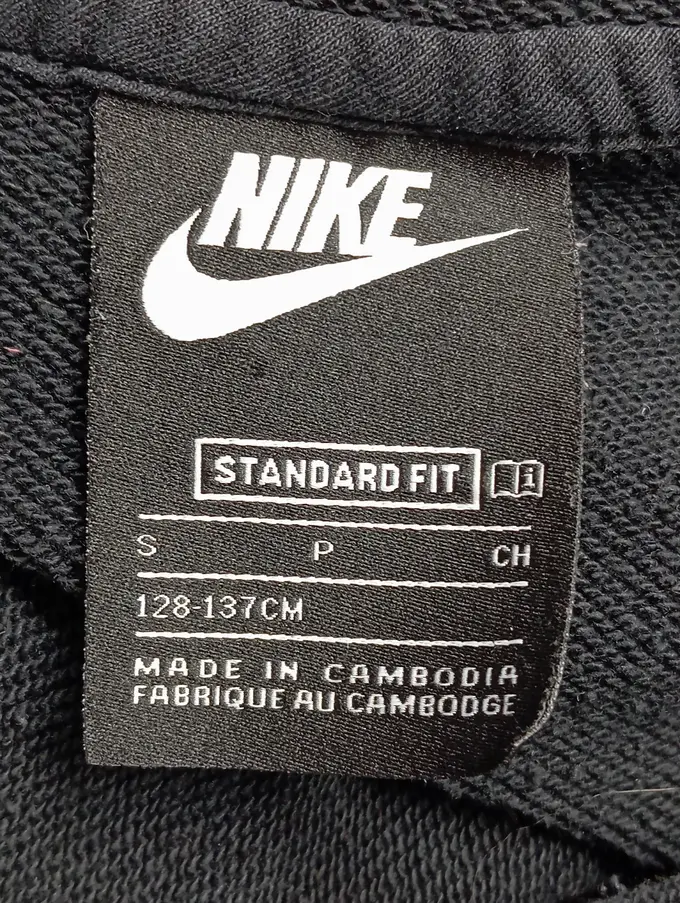 NIKE
STANDARD FIT i
S P CH
128-137CM
MADE IN CAMBODIA
FABRIQUE AU CAMBODGE